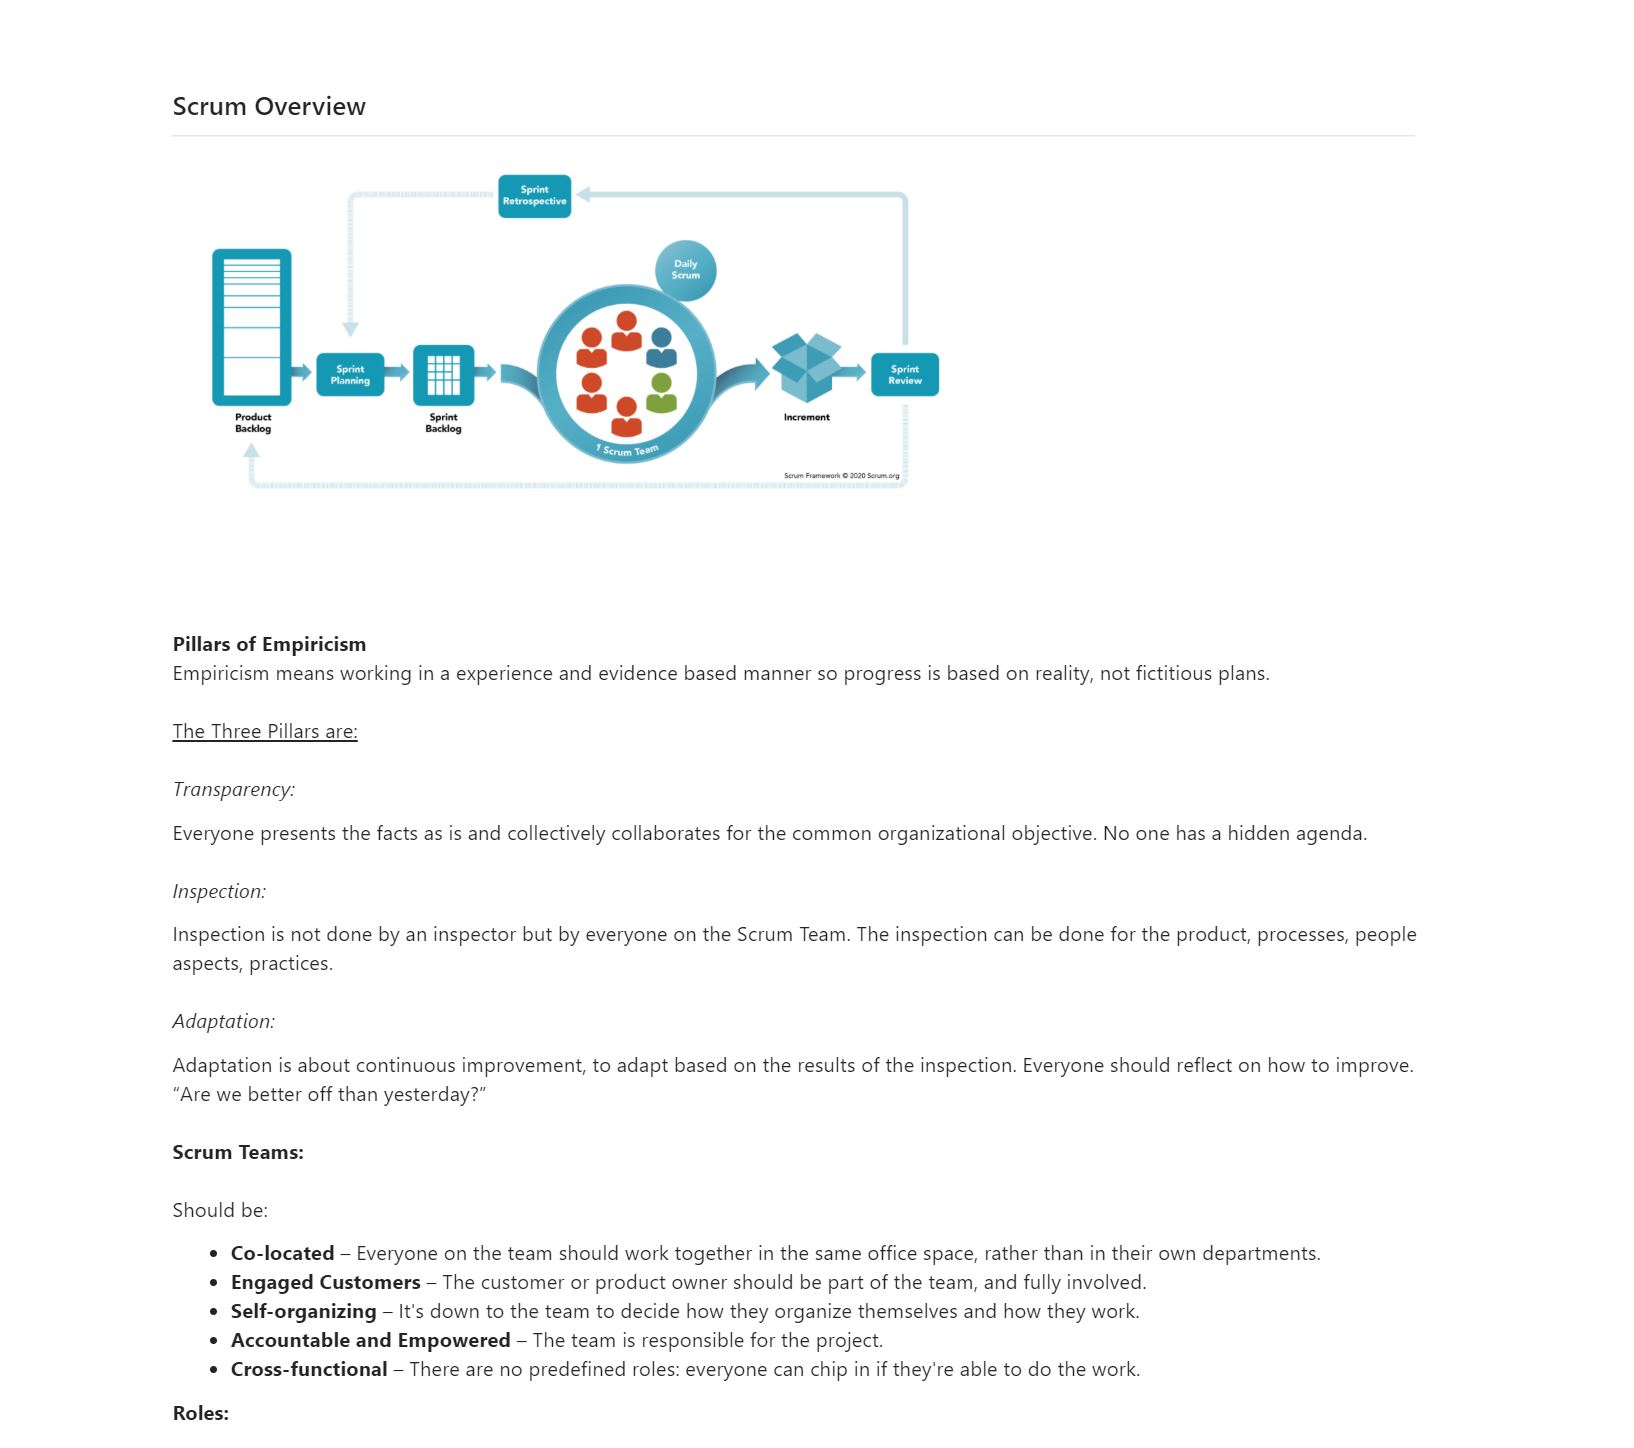 Scrum Overview
Sprint
Retrospective
Daily
Scrum
Sprint
Planning
Sprint
Review
Product
Backlog
Sprint
Backlog
1 Scrum Team
Increment
Scrum Framework © 2020 Scrum.org
Pillars of Empiricism
Empiricism means working in a experience and evidence based manner so progress is based on reality, not fictitious plans.
The Three Pillars are:
Transparency:
Everyone presents the facts as is and collectively collaborates for the common organizational objective. No one has a hidden agenda.
Inspection:
Inspection is not done by an inspector but by everyone on the Scrum Team. The inspection can be done for the product, processes, people
aspects, practices.
Adaptation:
Adaptation is about continuous improvement, to adapt based on the results of the inspection. Everyone should reflect on how to improve.
“Are we better off than yesterday?”
Scrum Teams:
Should be:
• Co-located – Everyone on the team should work together in the same office space, rather than in their own departments.
• Engaged Customers – The customer or product owner should be part of the team, and fully involved.
• Self-organizing – It's down to the team to decide how they organize themselves and how they work.
• Accountable and Empowered – The team is responsible for the project.
• Cross-functional – There are no predefined roles: everyone can chip in if they're able to do the work.
Roles: